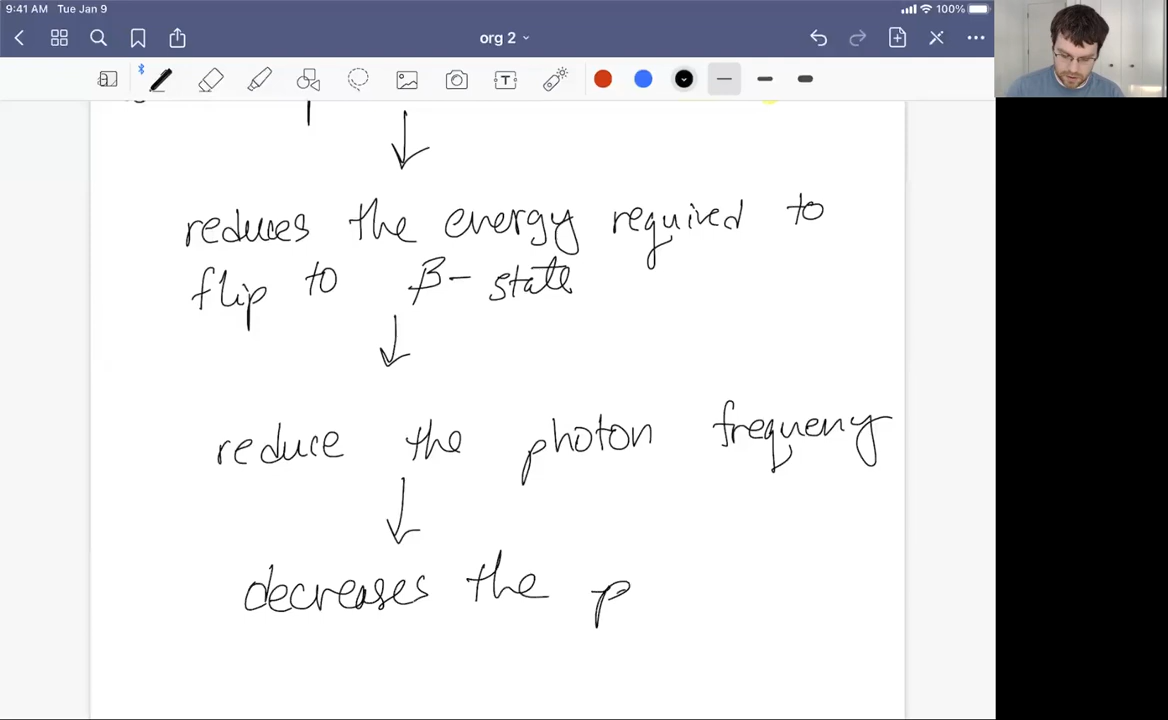 9:41 AM Tue Jan 9
100%
org 2
T
reduces the energy required to
flip to β-state
reduce the photon frequency
decreases the p